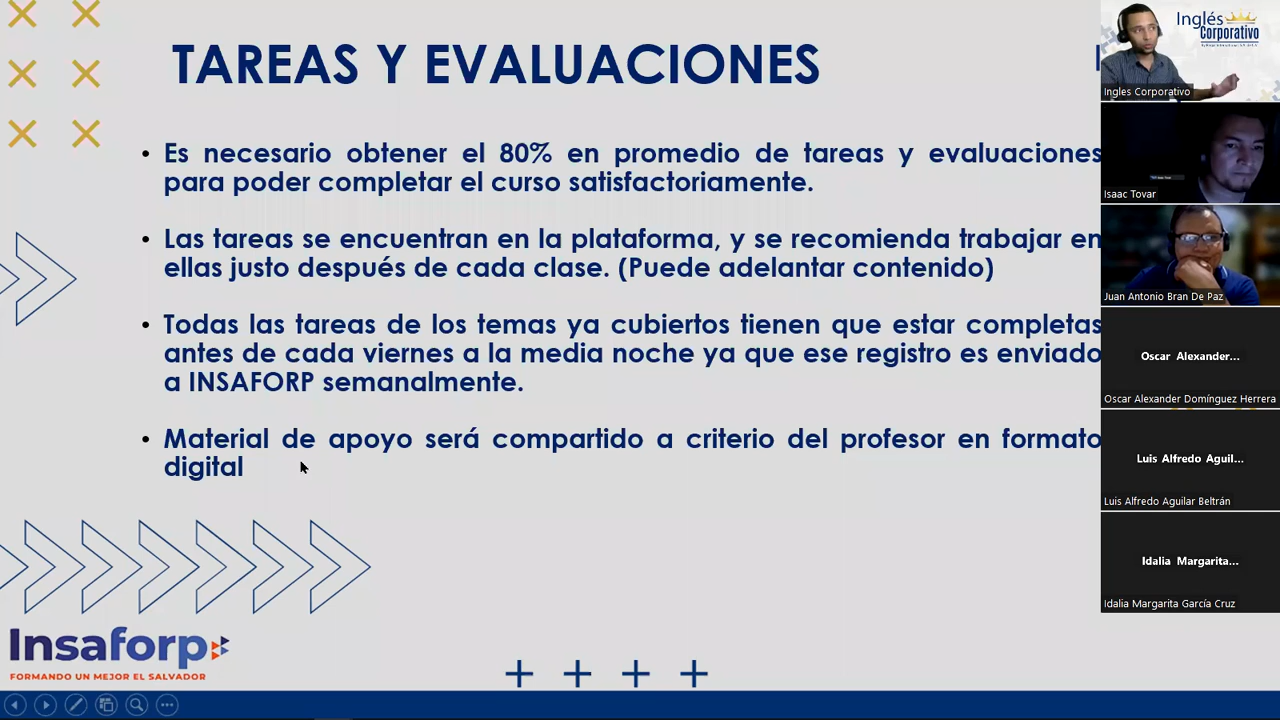 TAREAS Y EVALUACIONES
• Es necesario obtener el 80% en promedio de tareas y evaluaciones
para poder completar el curso satisfactoriamente.
• Las tareas se encuentran en la plataforma, y se recomienda trabajar en
ellas justo después de cada clase. (Puede adelantar contenido)
• Todas las tareas de los temas ya cubiertos tienen que estar completas
antes de cada viernes a la media noche ya que ese registro es enviado
a INSAFORP semanalmente.
• Material de apoyo será compartido a criterio del profesor en formato
digital
Insaforp
FORMANDO UN MEJOR EL SALVADOR
Inglés
Corporativo
Ingles Corporativo
Isaac Tovar
Juan Antonio Bran De Paz
Oscar Alexander...
Oscar Alexander Domínguez Herrera
Luis Alfredo Aguil...
Luis Alfredo Aguilar Beltrán
Idalia Margarita...
Idalia Margarita García Cruz